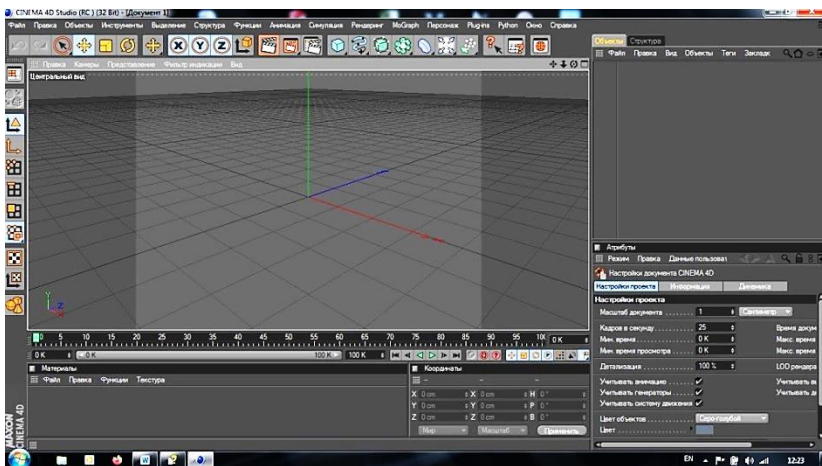 CINEMA 4D Studio (RC) (32 Bit) - [Документ 1]
Файл Правка Объекты Инструменты Выделение Структура Функции Анимация Симуляция Рендеринг MoGraph Персонаж Plugins Python Окно Справка
Правка Камеры Представление Фильтр индикации Вид
Центральный вид
Y
Z
X
0 5 10 15 20 25 30 35 40 45 50 55 60 65 70 75 80 85 90 95 10( 0 K
0 K 0 K 100 K 100 K
Материалы
Файл Правка Функции Текстура
Координаты
X 0 cm X 0 cm H 0°
Y 0 cm Y 0 cm P 0°
Z 0 cm Z 0 cm B 0°
Мир Масштаб Применить
MAXON
CINEMA 4D
Объекты Структура
Файл Правка Вид Объекты Теги Закладк
Атрибуты
Режим Правка Данные пользоват
Настройки документа CINEMA 4D
Настройки проекта Информация Динамика
Настройки проекта
Масштаб документа 1 Сантиметр
Кадров в секунду 25 Время докум
Мин. время 0 K Макс. время
Мин. время просмотра 0 K Макс. время
Детализация 100 % LOD рендера
Учитывать анимацию Учитывать вы
Учитывать генераторы Учитывать де
Учитывать систему движения
Цвет объектов Серо-голубой
Цвет
EN 12:23